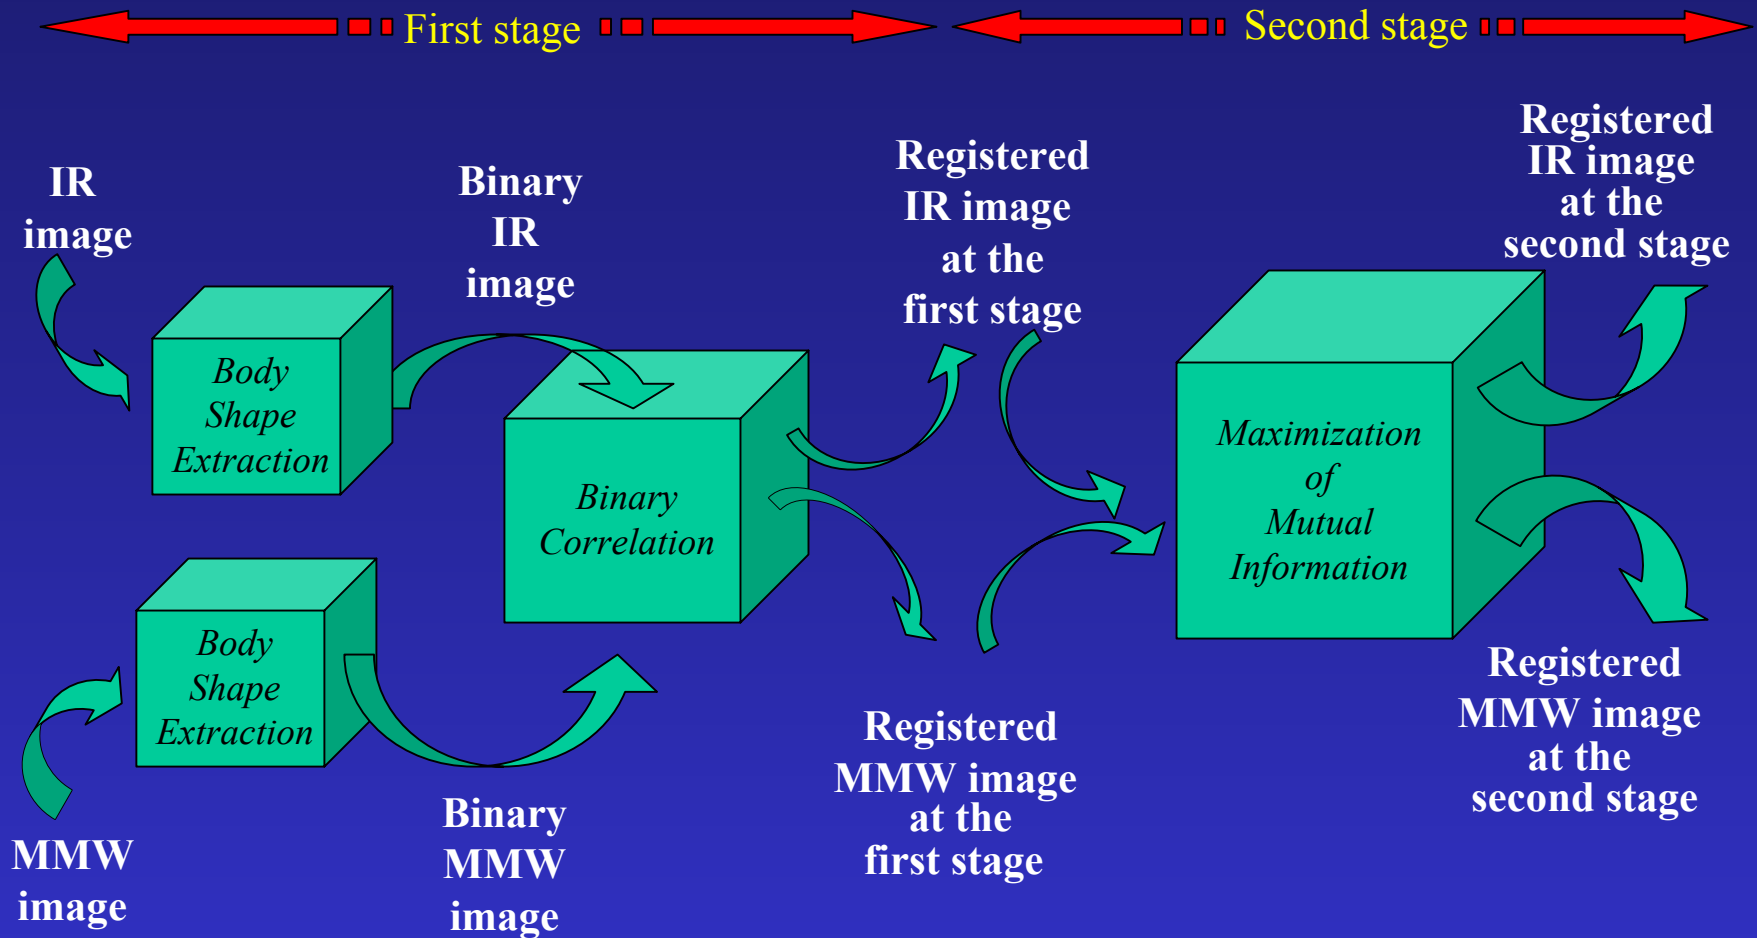 First stage
Second stage
IR
image
Body
Shape
Extraction
Binary
IR
image
MMW
image
Body
Shape
Extraction
Binary
MMW
image
Binary
Correlation
Registered
IR image
at the
first stage
Registered
MMW image
at the
first stage
Maximization
of
Mutual
Information
Registered
IR image
at the
second stage
Registered
MMW image
at the
second stage